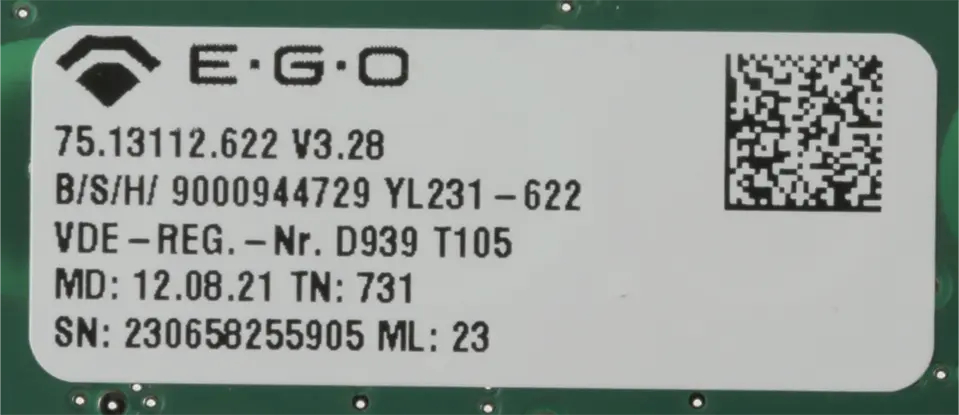 E·G·O
75.13112.622 V3.28
B/S/H/ 9000944729 YL231-622
VDE-REG.-Nr. D939 T105
MD: 12.08.21 TN: 731
SN: 230658255905 ML: 23